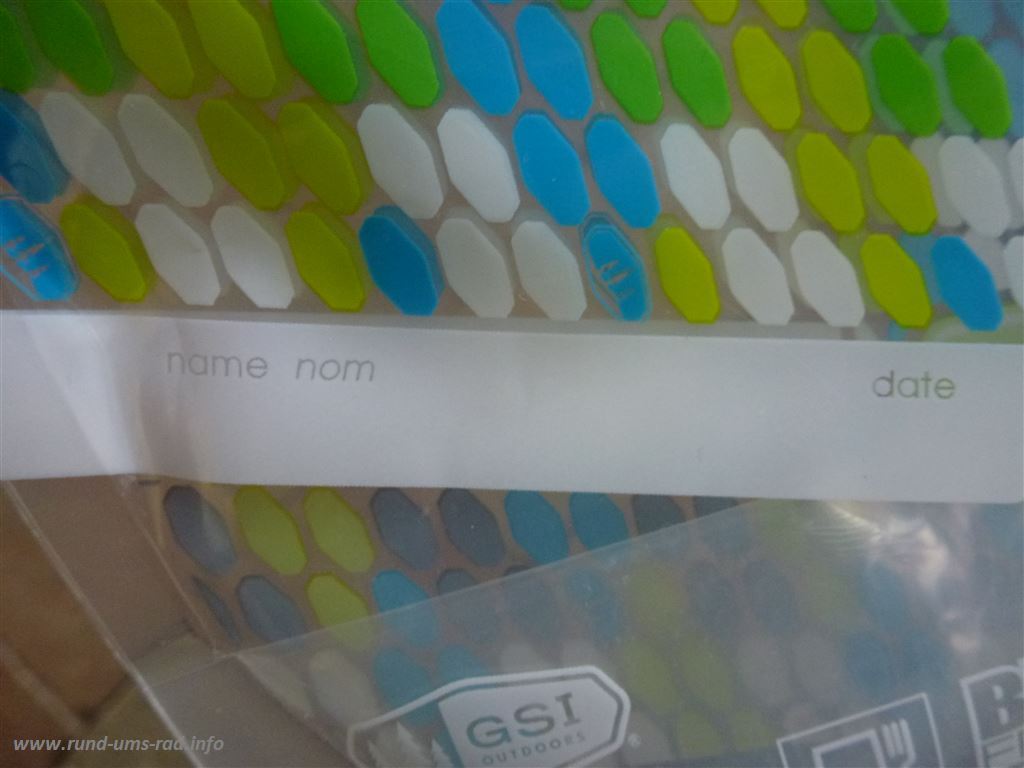 name nom date
GSI
OUTDOORS
www.rund-ums-rad.info